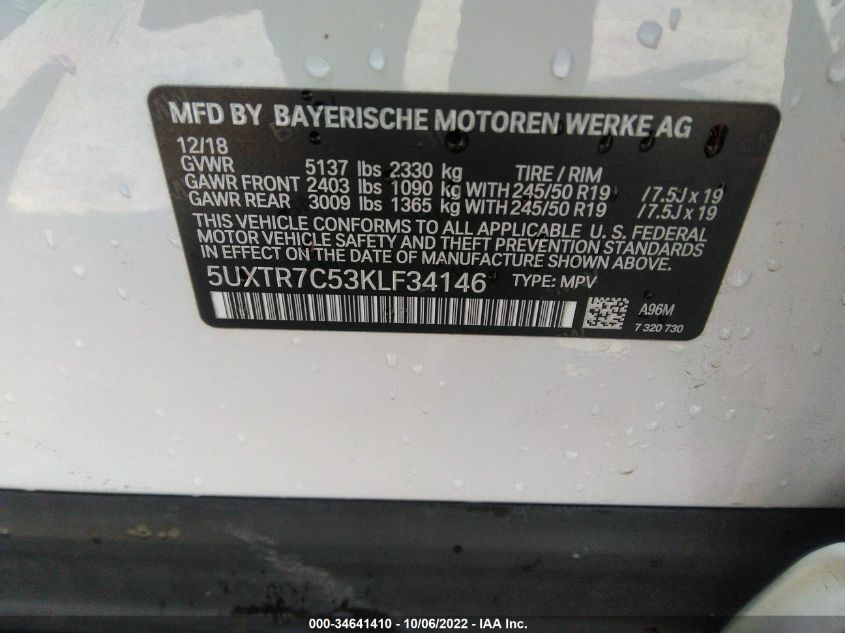 MFD BY BAYERISCHE MOTOREN WERKE AG
12/18
GVWR 5137 lbs 2330 kg TIRE / RIM
GAWR FRONT 2403 lbs 1090 kg WITH 245/50 R19 /7.5J x 19
GAWR REAR 3009 lbs 1365 kg WITH 245/50 R19 /7.5J x 19
THIS VEHICLE CONFORMS TO ALL APPLICABLE U. S. FEDERAL
MOTOR VEHICLE SAFETY AND THEFT PREVENTION STANDARDS
IN EFFECT ON THE DATE OF MANUFACTURE SHOWN ABOVE.
5UXTR7C53KLF34146 TYPE: MPV
A96M
7 320 730
000-34641410 - 10/06/2022 - IAA Inc.